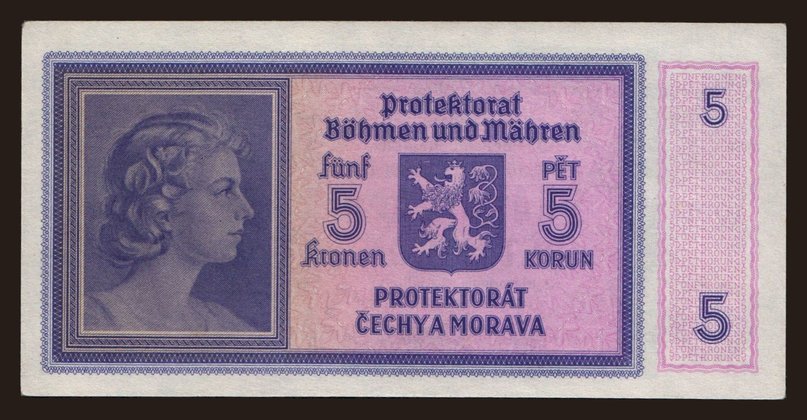 Protektorat
Böhmen und Mähren
fünf PĚT
5 5
Kronen KORUN
PROTEKTORÁT
ČECHY A MORAVA
5
5